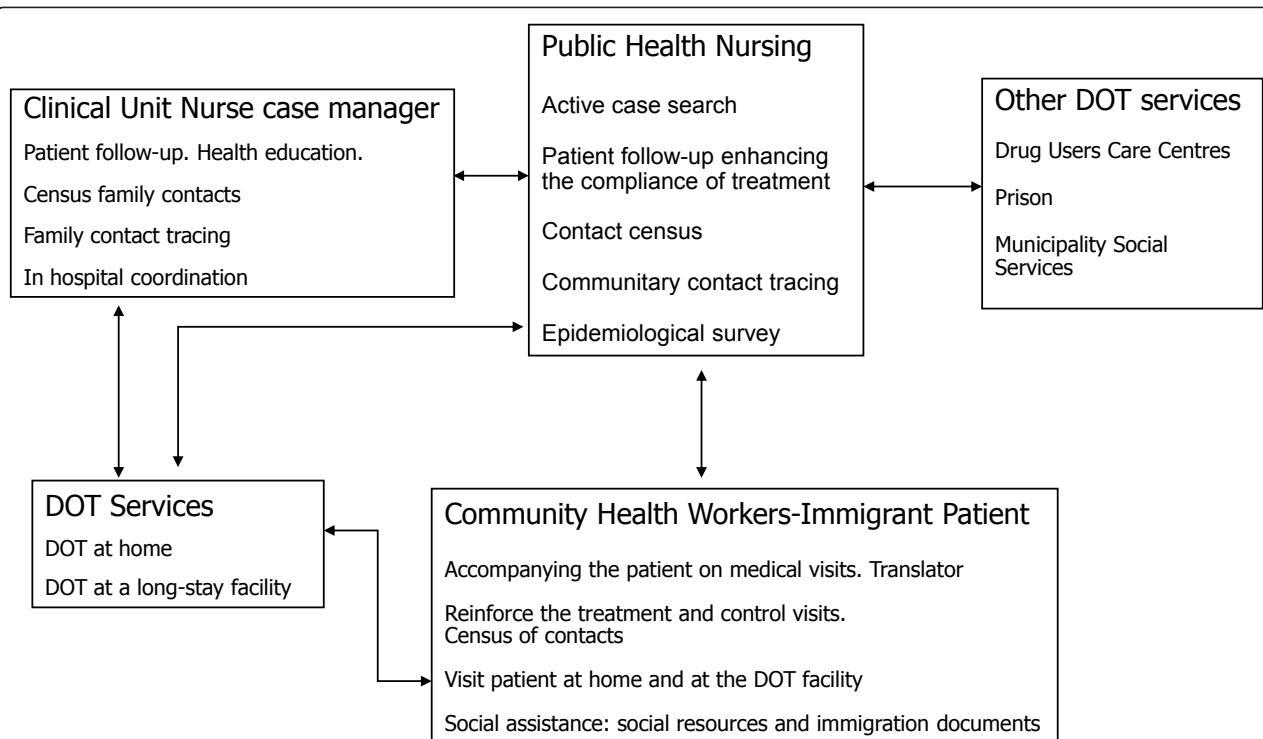 Clinical Unit Nurse case manager
Patient follow-up. Health education.
Census family contacts
Family contact tracing
In hospital coordination
Public Health Nursing
Active case search
Patient follow-up enhancing
the compliance of treatment
Contact census
Communitary contact tracing
Epidemiological survey
Other DOT services
Drug Users Care Centres
Prison
Municipality Social
Services
DOT Services
DOT at home
DOT at a long-stay facility
Community Health Workers-Immigrant Patient
Accompanying the patient on medical visits. Translator
Reinforce the treatment and control visits.
Census of contacts
Visit patient at home and at the DOT facility
Social assistance: social resources and immigration documents